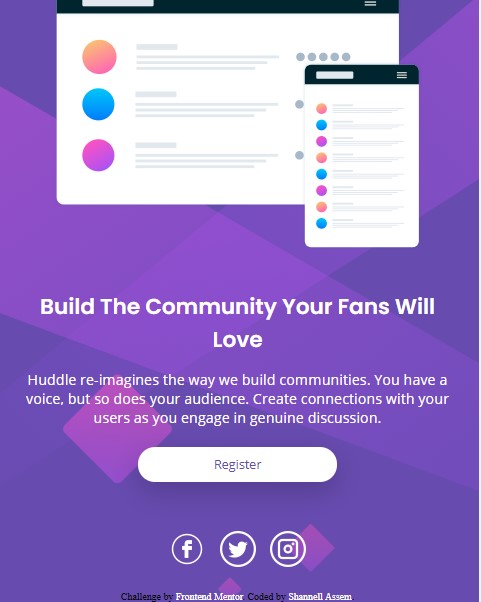 Build The Community Your Fans Will
Love
Huddle re-imagines the way we build communities. You have a
voice, but so does your audience. Create connections with your
users as you engage in genuine discussion.
Register
Challenge by Frontend Mentor. Coded by Shannell Assem.